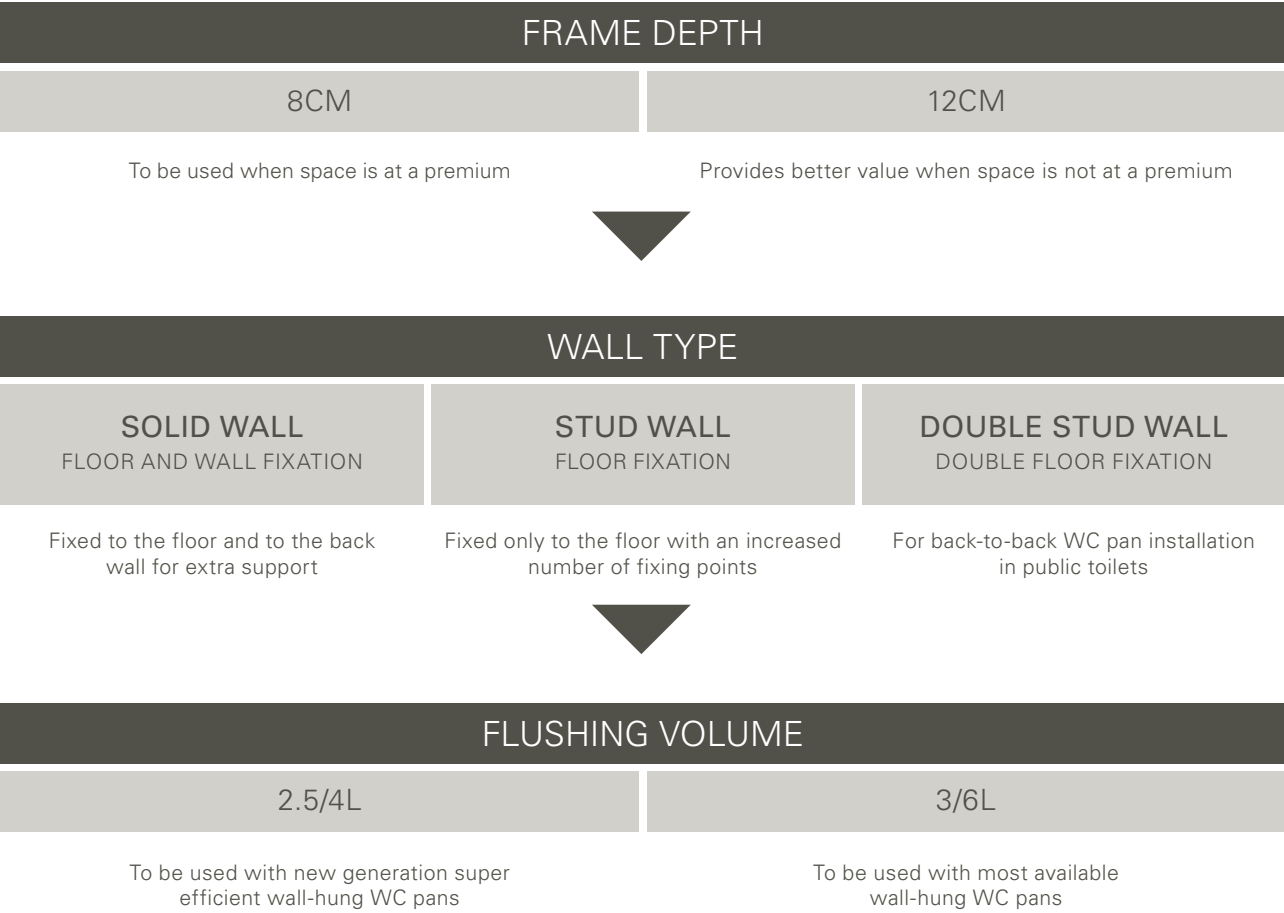 FRAME DEPTH
8CM
12CM
To be used when space is at a premium
Provides better value when space is not at a premium
WALL TYPE
SOLID WALL
FLOOR AND WALL FIXATION
STUD WALL
FLOOR FIXATION
DOUBLE STUD WALL
DOUBLE FLOOR FIXATION
Fixed to the floor and to the back
wall for extra support
Fixed only to the floor with an increased
number of fixing points
For back-to-back WC pan installation
in public toilets
FLUSHING VOLUME
2.5/4L
3/6L
To be used with new generation super
efficient wall-hung WC pans
To be used with most available
wall-hung WC pans